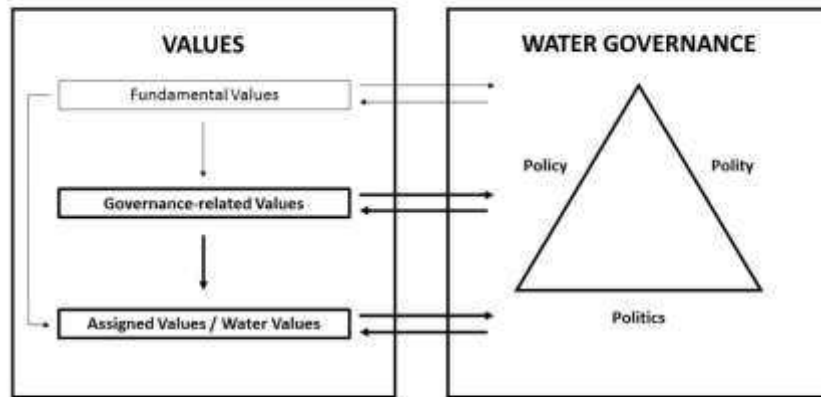 VALUES
Fundamental Values
Governance-related Values
Assigned Values / Water Values
WATER GOVERNANCE
Policy
Polity
Politics